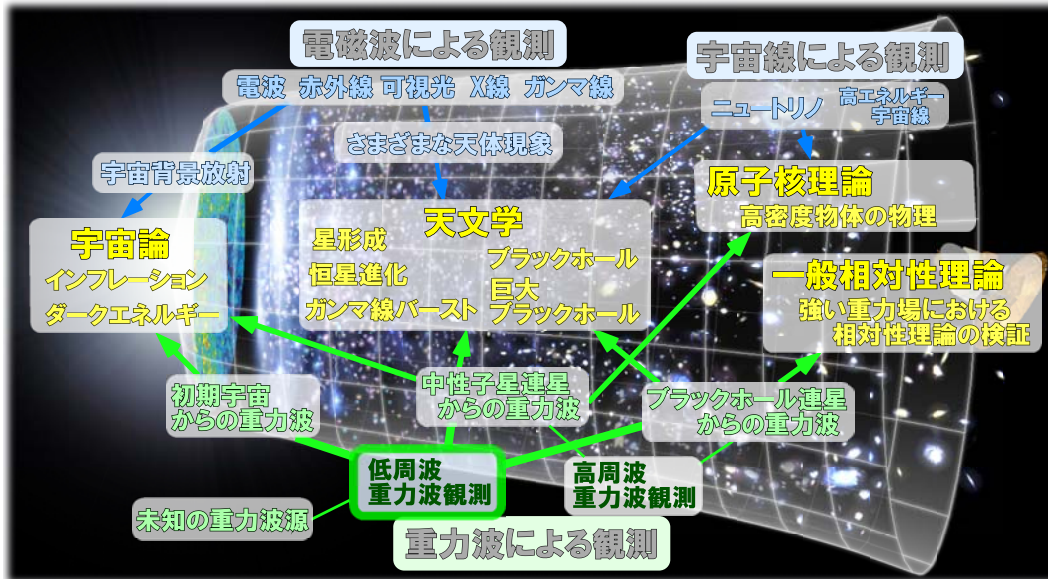 電磁波による観測
電波 赤外線 可視光 X線 ガンマ線
宇宙線による観測
ニュートリノ
高エネルギー
宇宙線
さまざまな天体現象
宇宙背景放射
原子核理論
高密度物体の物理
宇宙論
インフレーション
ダークエネルギー
天文学
星形成
恒星進化
ガンマ線バースト
ブラックホール
巨大
ブラックホール
一般相対性理論
強い重力場における
相対性理論の検証
初期宇宙
からの重力波
中性子星連星
からの重力波
ブラックホール連星
からの重力波
低周波
重力波観測
高周波
重力波観測
未知の重力波源
重力波による観測